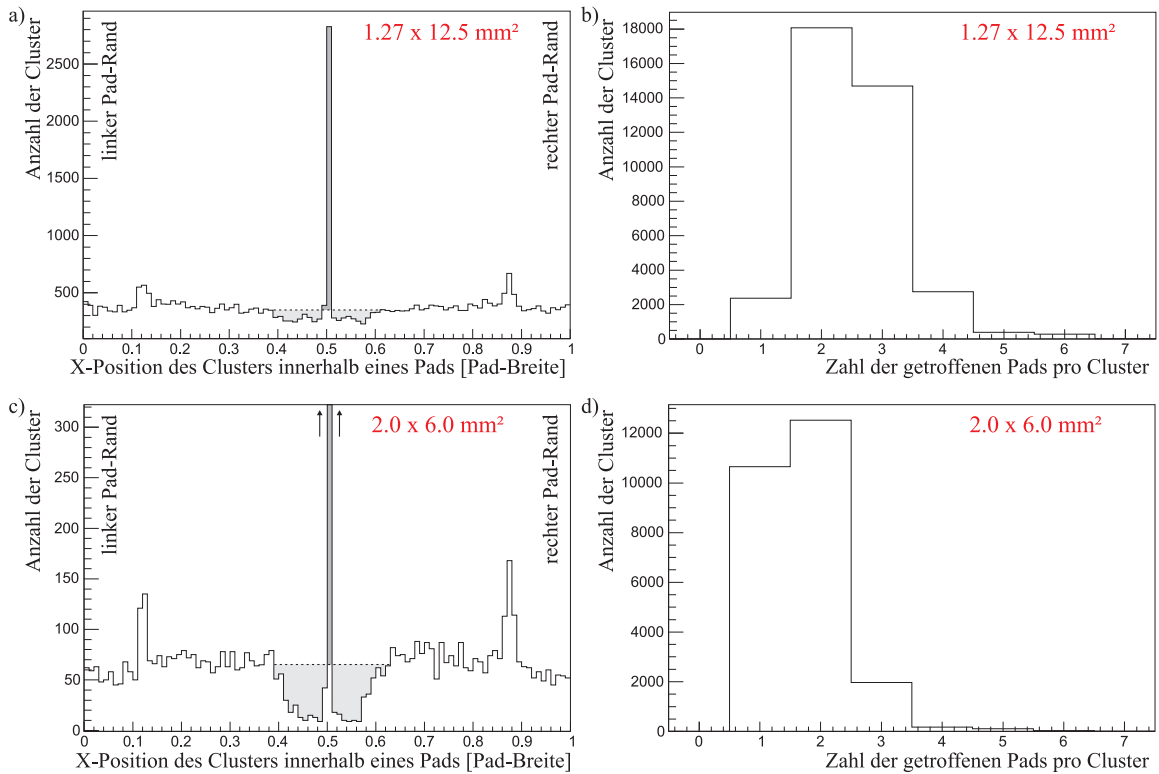 a)
1.27 x 12.5 mm²
Anzahl der Cluster
linker Pad-Rand
rechter Pad-Rand
2500
2000
1500
1000
500
0 0.1 0.2 0.3 0.4 0.5 0.6 0.7 0.8 0.9 1
X-Position des Clusters innerhalb eines Pads [Pad-Breite]
b)
1.27 x 12.5 mm²
Anzahl der Cluster
18000
16000
14000
12000
10000
8000
6000
4000
2000
0
0 1 2 3 4 5 6 7
Zahl der getroffenen Pads pro Cluster
c)
2.0 x 6.0 mm²
Anzahl der Cluster
linker Pad-Rand
rechter Pad-Rand
300
250
200
150
100
50
0
0 0.1 0.2 0.3 0.4 0.5 0.6 0.7 0.8 0.9 1
X-Position des Clusters innerhalb eines Pads [Pad-Breite]
d)
2.0 x 6.0 mm²
Anzahl der Cluster
12000
10000
8000
6000
4000
2000
0
0 1 2 3 4 5 6 7
Zahl der getroffenen Pads pro Cluster